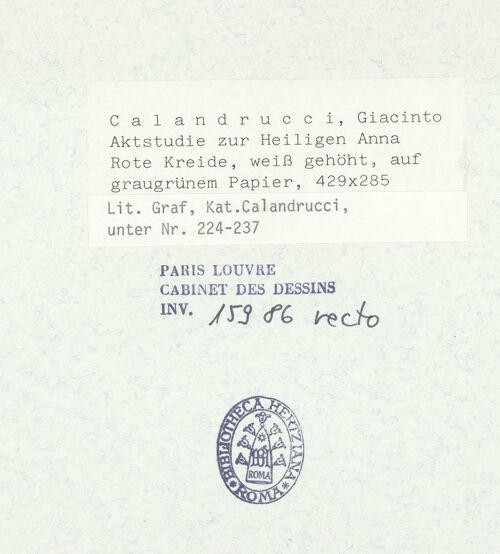 Calandrucci, Giacinto
Aktstudie zur Heiligen Anna
Rote Kreide, weiß gehöht, auf
graugrünem Papier, 429x285
Lit. Graf, Kat.Calandrucci,
unter Nr. 224-237
PARIS LOUVRE
CABINET DES DESSINS
INV. 15986 recto
BIBLIOTHECA HERTZIANA
ROMA
ROMA